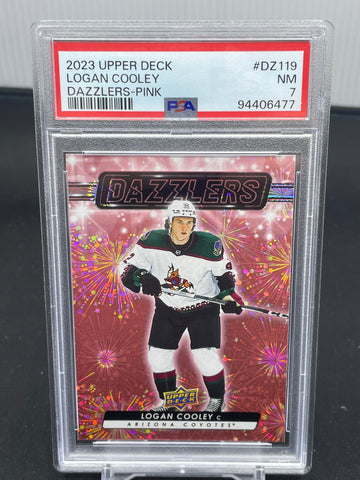 2023 UPPER DECK #DZ119
LOGAN COOLEY NM
DAZZLERS-PINK 7
PSA 94406477
DAZZLERS
UPPER
DECK
LOGAN COOLEY C
ARIZONA COYOTES®